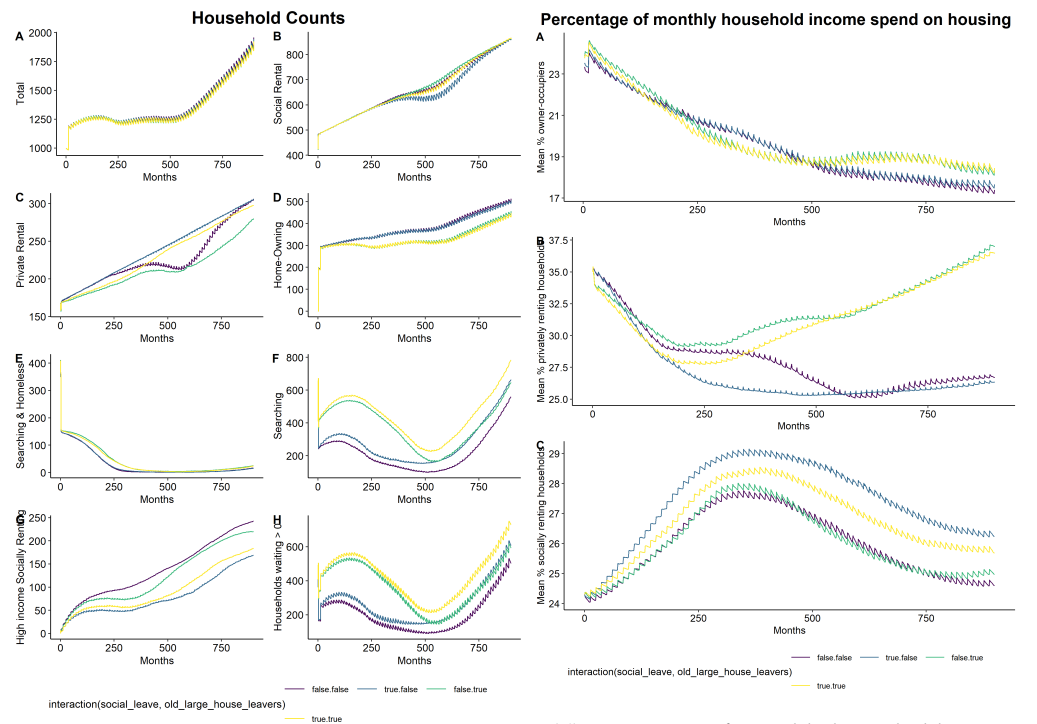 Household Counts
A
2000
1750
1500
1250
1000
Total
0 250 500 750
Months
B
800
700
600
500
400
Social Rental
0 250 500 750
Months
C
300
250
200
150
Private Rental
0 250 500 750
Months
D
500
400
300
200
100
0
Home-Owning
0 250 500 750
Months
E
400
300
200
100
0
Searching & Homeless
0 250 500 750
Months
F
800
600
400
200
Searching
0 250 500 750
Months
G
250
200
150
100
50
0
High income Socially Renting
0 250 500 750
Months
H
600
400
200
Households waiting >
0 250 500 750
Months
interaction(social_leave, old_large_house_leavers)
false.false true.false false.true
true.true
Percentage of monthly household income spend on housing
A
23
21
19
17
Mean % owner-occupiers
0 250 500 750
Months
B
37.5
35.0
32.5
30.0
27.5
25.0
Mean % privately renting household
0 250 500 750
Months
C
29
28
27
26
25
24
Mean % socially renting household
0 250 500 750
Months
interaction(social_leave, old_large_house_leavers)
false.false true.false false.true
true.true